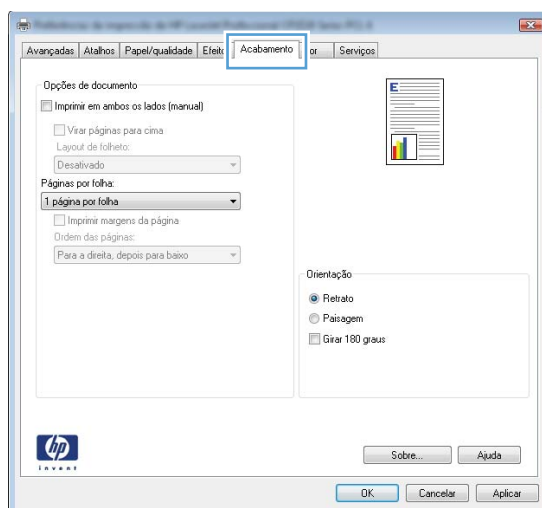 Avançadas Atalhos Papel/qualidade Efeit Acabamento or Serviços
Opções de documento
Imprimir em ambos os lados (manual)
Virar páginas para cima
Layout de folheto:
Desativado
Páginas por folha:
1 página por folha
Imprimir margens da página
Ordem das páginas:
Para a direita, depois para baixo
E
Orientação
Retrato
Paisagem
Girar 180 graus
hp
invent
Sobre... Ajuda
OK Cancelar Aplicar